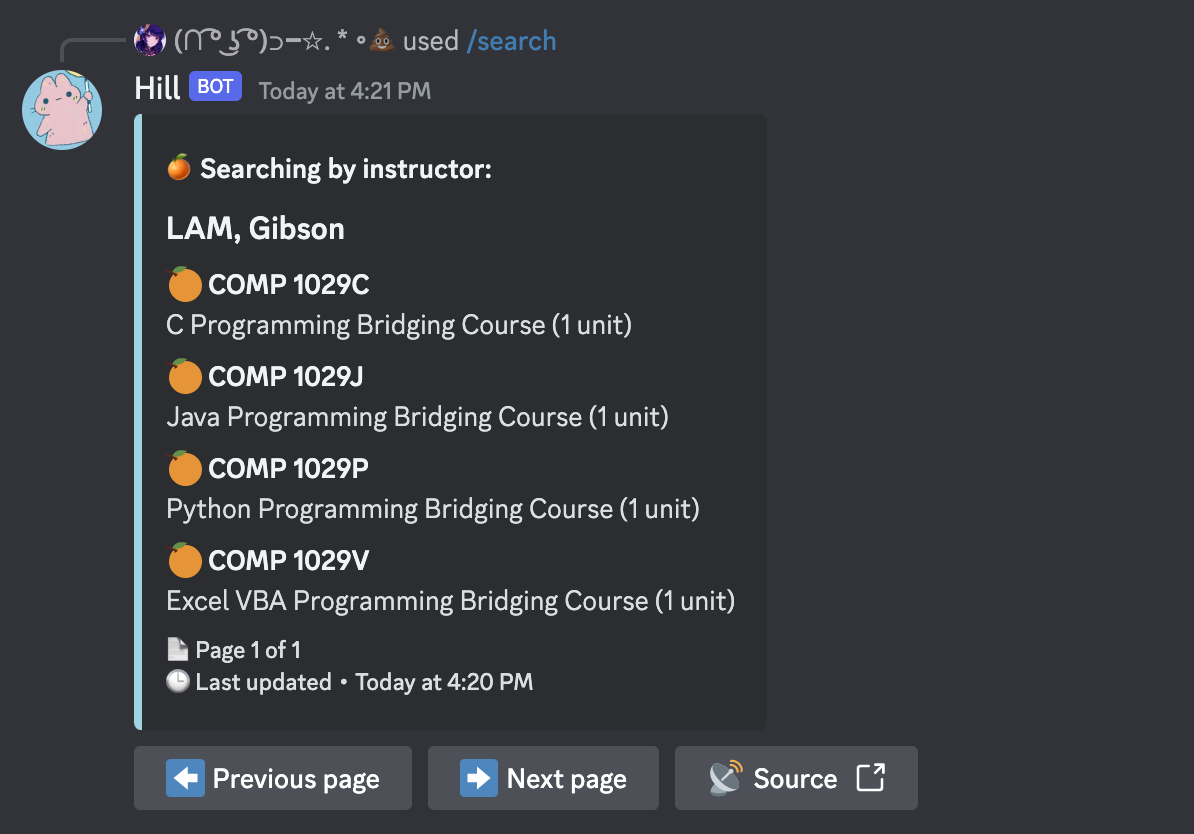 (∩ ͡° ͜ʖ ͡°)⊃━☆. * ∘💩 used /search
Hill BOT Today at 4:21 PM
🍊 Searching by instructor:
LAM, Gibson
COMP 1029C
C Programming Bridging Course (1 unit)
COMP 1029J
Java Programming Bridging Course (1 unit)
COMP 1029P
Python Programming Bridging Course (1 unit)
COMP 1029V
Excel VBA Programming Bridging Course (1 unit)
Page 1 of 1
Last updated • Today at 4:20 PM
Previous page Next page Source